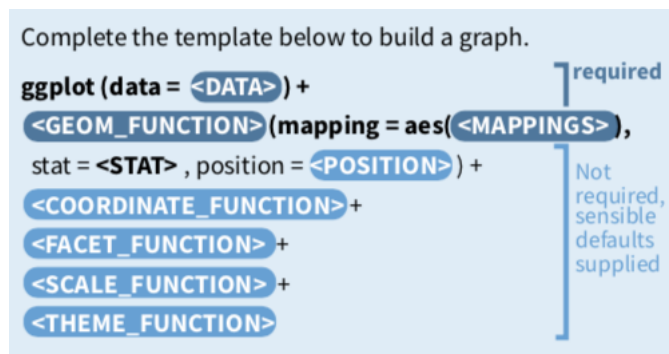 Complete the template below to build a graph.
ggplot (data = <DATA>) +
required
<GEOM_FUNCTION>(mapping = aes(<MAPPINGS>),
stat = <STAT> , position = <POSITION>) +
Not
required,
sensible
defaults
supplied
<COORDINATE_FUNCTION>+
<FACET_FUNCTION> +
<SCALE_FUNCTION> +
<THEME_FUNCTION>